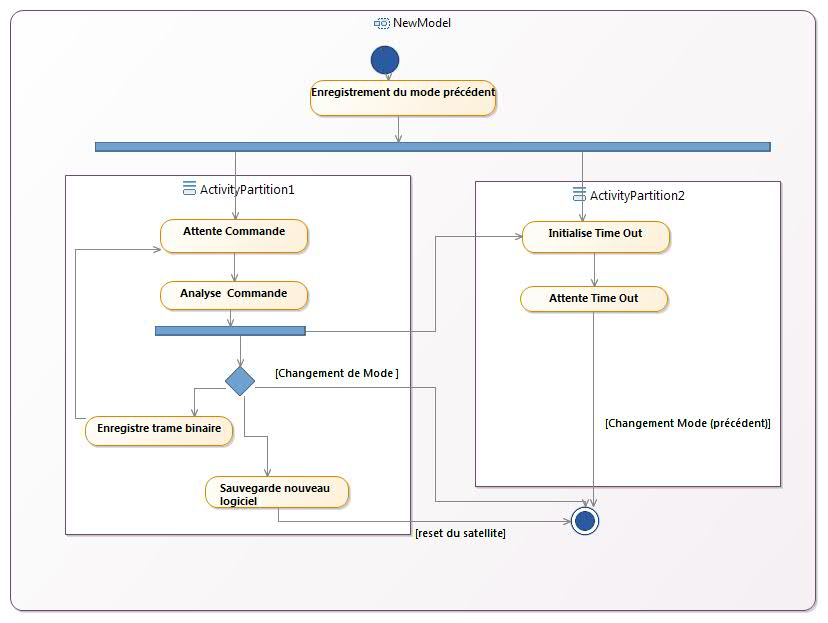 NewModel
Enregistrement du mode précédent
ActivityPartition1
ActivityPartition2
Attente Commande
Initialise Time Out
Analyse Commande
Attente Time Out
[Changement de Mode ]
[Changement Mode (précédent)]
Enregistre trame binaire
Sauvegarde nouveau
logiciel
[reset du satellite]